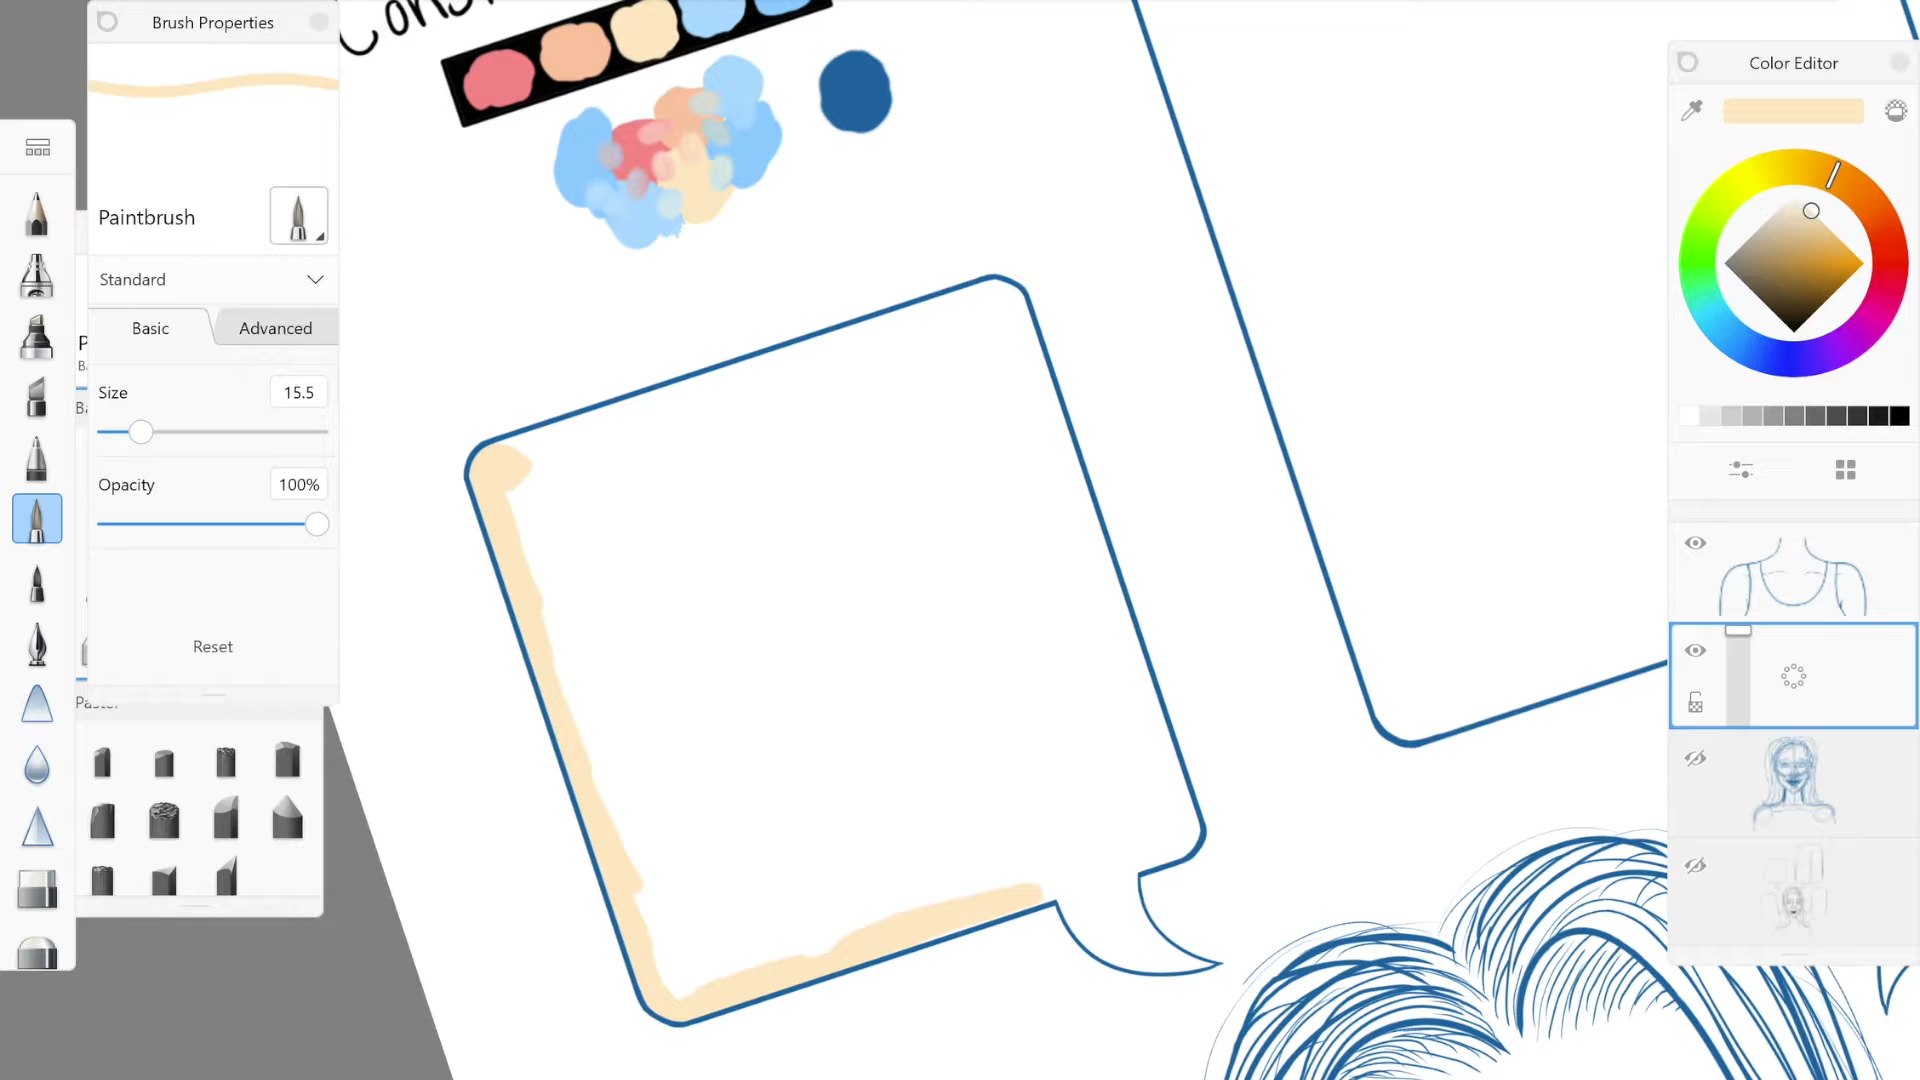 Brush Properties
Color Editor
Paintbrush
Standard
Basic
Advanced
Size
15.5
Opacity
100%
Reset